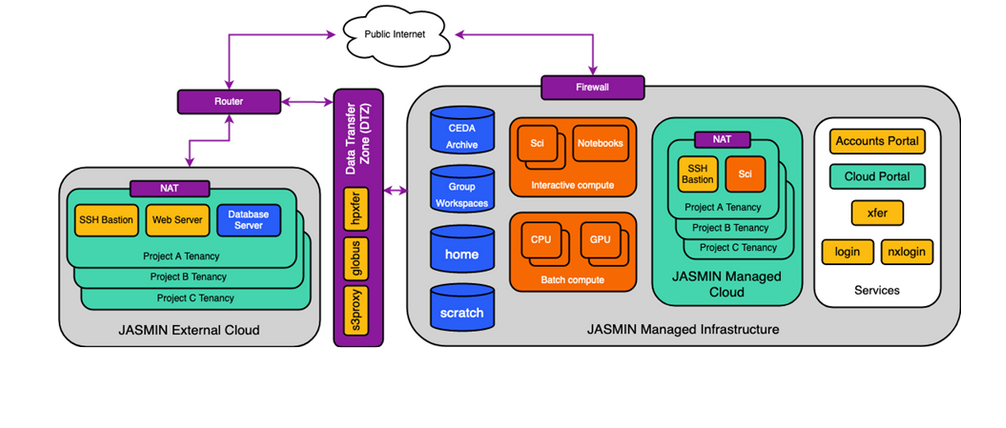 Public Internet
Router
Firewall
NAT
SSH Bastion
Web Server
Database
Server
Project A Tenancy
Project B Tenancy
Project C Tenancy
JASMIN External Cloud
Data Transfer
Zone (DTZ)
hpxfer
globus
s3proxy
CEDA
Archive
Group
Workspaces
home
scratch
Sci
Notebooks
Interactive compute
CPU
GPU
Batch compute
NAT
SSH
Bastion
Sci
Project A Tenancy
Project B Tenancy
Project C Tenancy
JASMIN Managed
Cloud
Accounts Portal
Cloud Portal
xfer
login
nxlogin
Services
JASMIN Managed Infrastructure